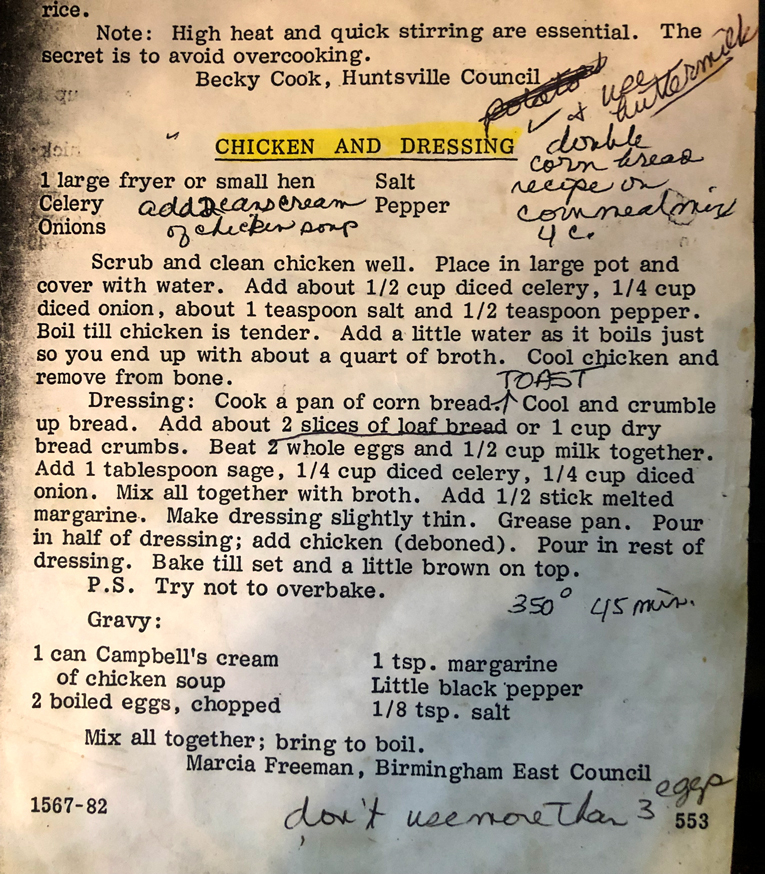 rice.
Note: High heat and quick stirring are essential. The
secret is to avoid overcooking.
Becky Cook, Huntsville Council
& use
buttermilk
CHICKEN AND DRESSING
double
corn bread
recipe on
cornmeal mix
4 c.
1 large fryer or small hen Salt
Celery add 2 cans cream Pepper
Onions of chicken soup
Scrub and clean chicken well. Place in large pot and
cover with water. Add about 1/2 cup diced celery, 1/4 cup
diced onion, about 1 teaspoon salt and 1/2 teaspoon pepper.
Boil till chicken is tender. Add a little water as it boils just
so you end up with about a quart of broth. Cool chicken and
remove from bone.
TOAST
Dressing: Cook a pan of corn bread. Cool and crumble
up bread. Add about 2 slices of loaf bread or 1 cup dry
bread crumbs. Beat 2 whole eggs and 1/2 cup milk together.
Add 1 tablespoon sage, 1/4 cup diced celery, 1/4 cup diced
onion. Mix all together with broth. Add 1/2 stick melted
margarine. Make dressing slightly thin. Grease pan. Pour
in half of dressing; add chicken (deboned). Pour in rest of
dressing. Bake till set and a little brown on top.
P.S. Try not to overbake.
350° 45 min.
Gravy:
1 can Campbell's cream 1 tsp. margarine
of chicken soup Little black pepper
2 boiled eggs, chopped 1/8 tsp. salt
Mix all together; bring to boil.
Marcia Freeman, Birmingham East Council
1567-82 don't use more than 3 eggs 553